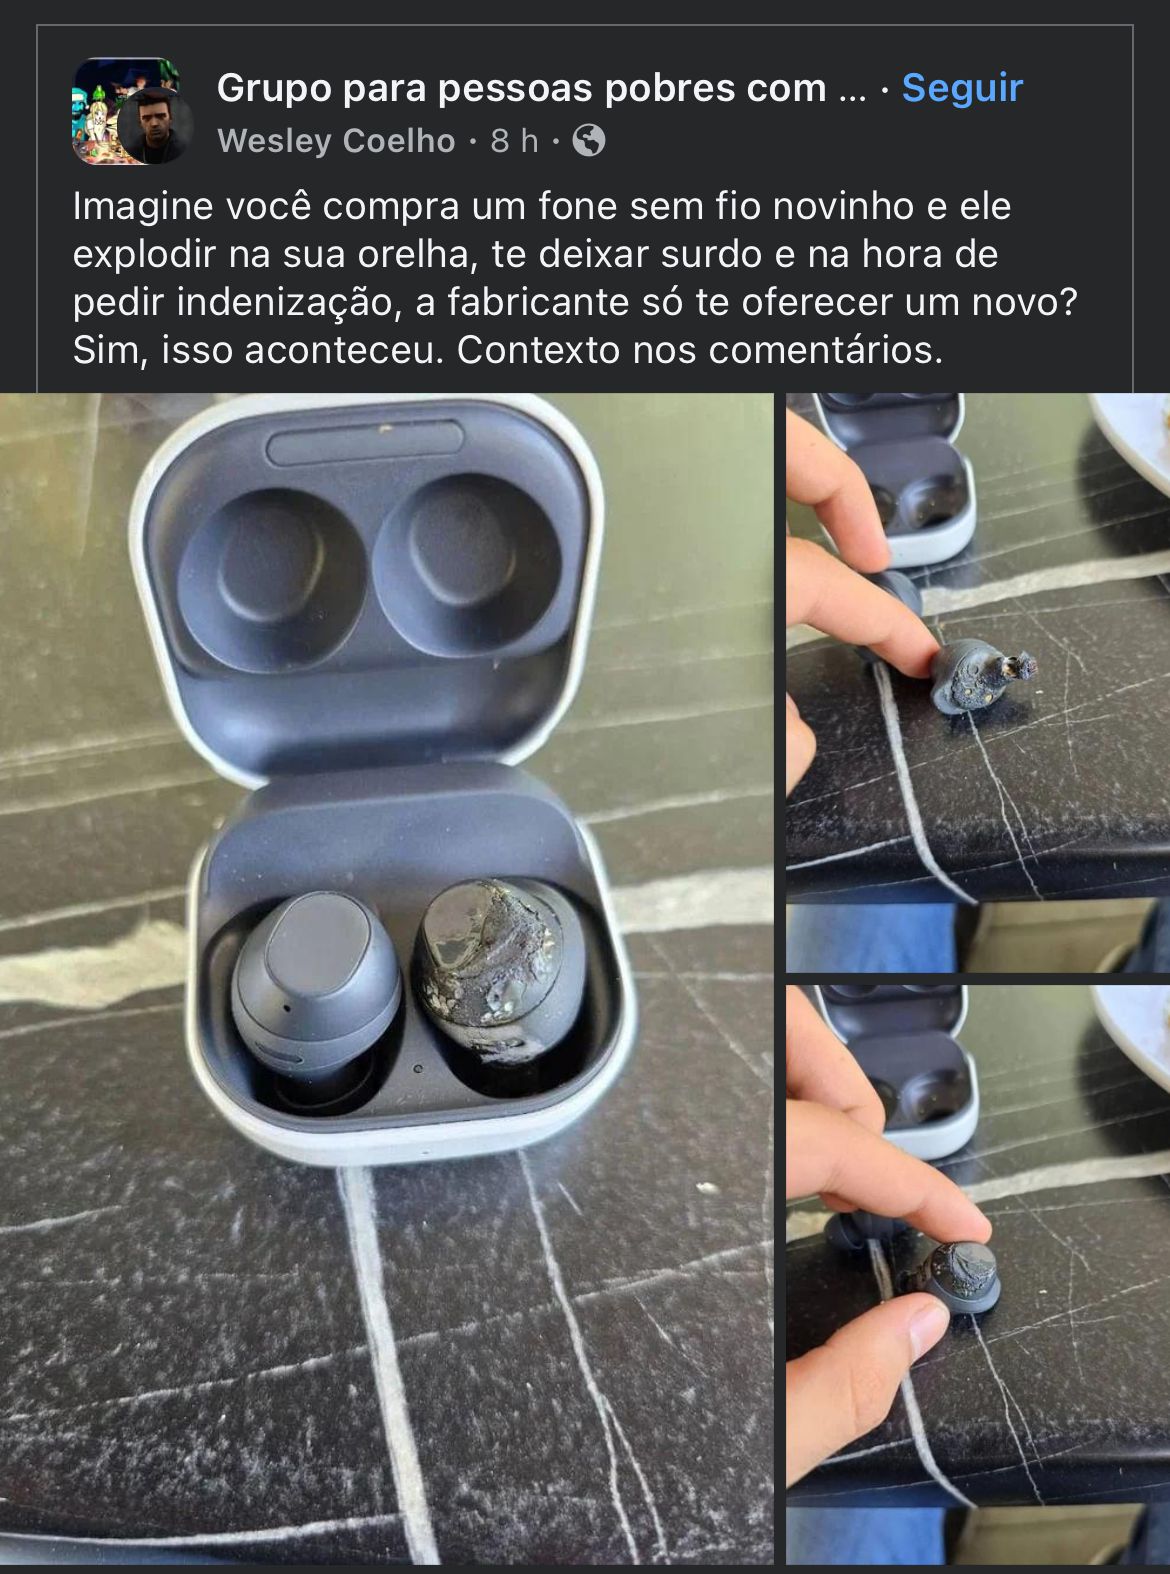 Grupo para pessoas pobres com ... · Seguir
Wesley Coelho · 8 h ·
Imagine você compra um fone sem fio novinho e ele
explodir na sua orelha, te deixar surdo e na hora de
pedir indenização, a fabricante só te oferecer um novo?
Sim, isso aconteceu. Contexto nos comentários.